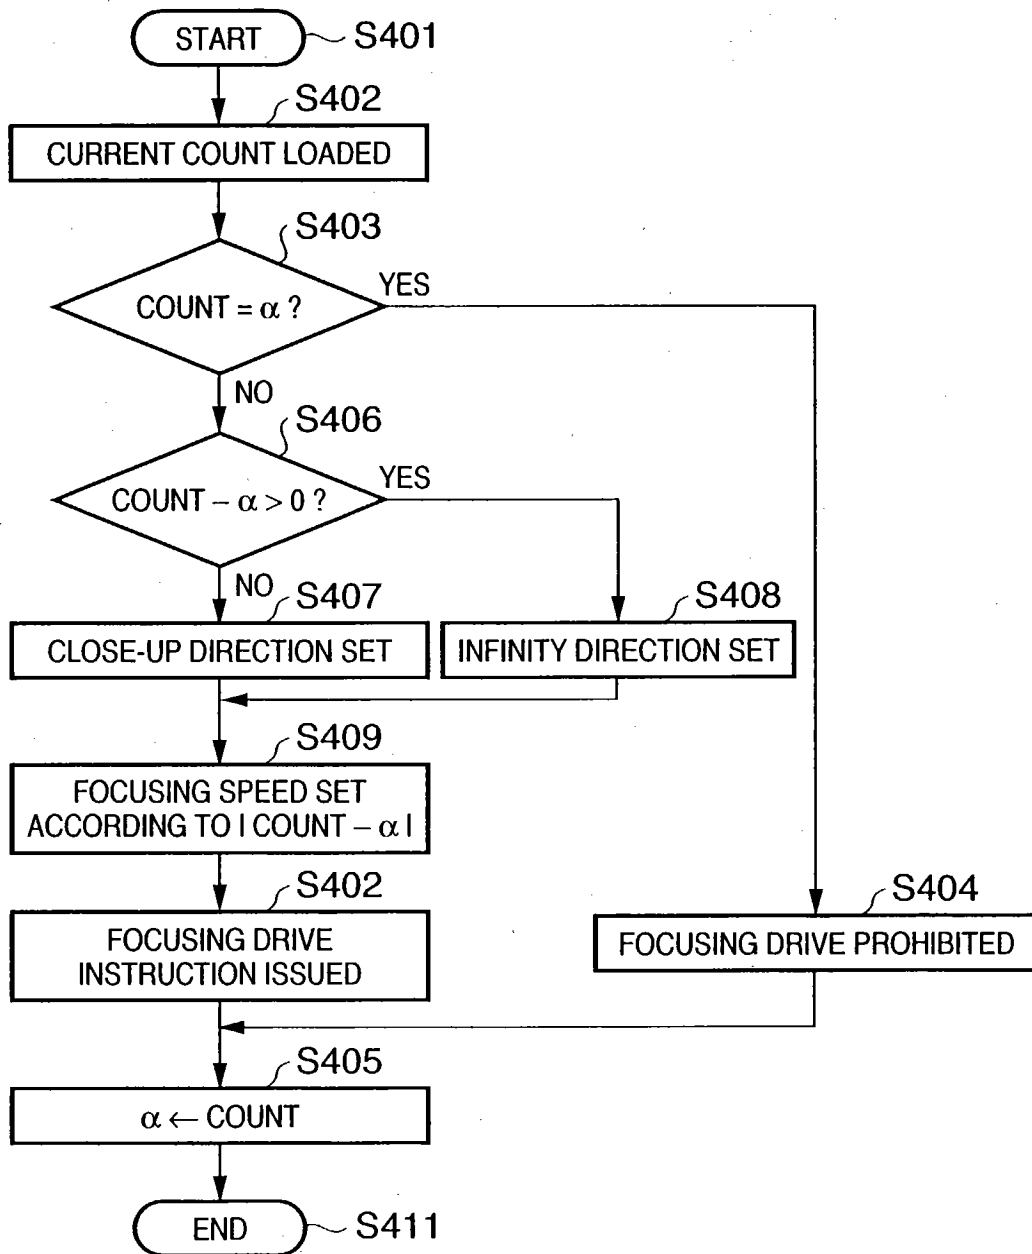 START
S401
S402
CURRENT COUNT LOADED
S403
COUNT = α ?
YES
NO
S406
COUNT – α > 0 ?
YES
NO
S407
CLOSE-UP DIRECTION SET
S408
INFINITY DIRECTION SET
S409
FOCUSING SPEED SET
ACCORDING TO I COUNT – α I
S402
FOCUSING DRIVE
INSTRUCTION ISSUED
S404
FOCUSING DRIVE PROHIBITED
S405
α ← COUNT
END
S411